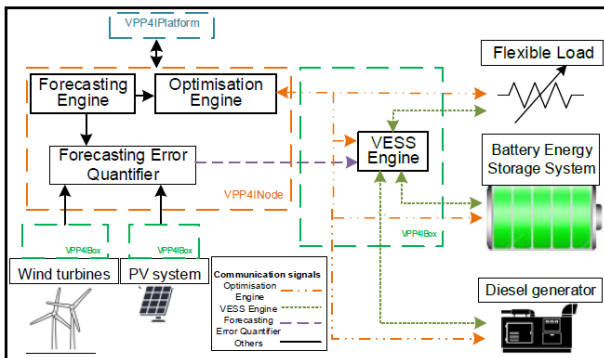 VPP4IPlatform
Flexible Load
Forecasting
Engine
Optimisation
Engine
VESS
Engine
Battery Energy
Storage System
Forecasting Error
Quantifier
VPP4INode
VPP4IBox
VPP4IBox
VPP4IBox
Wind turbines
PV system
Communication signals
Optimisation
Engine
VESS Engine
Forecasting
Error Quantifier
Others
Diesel generator